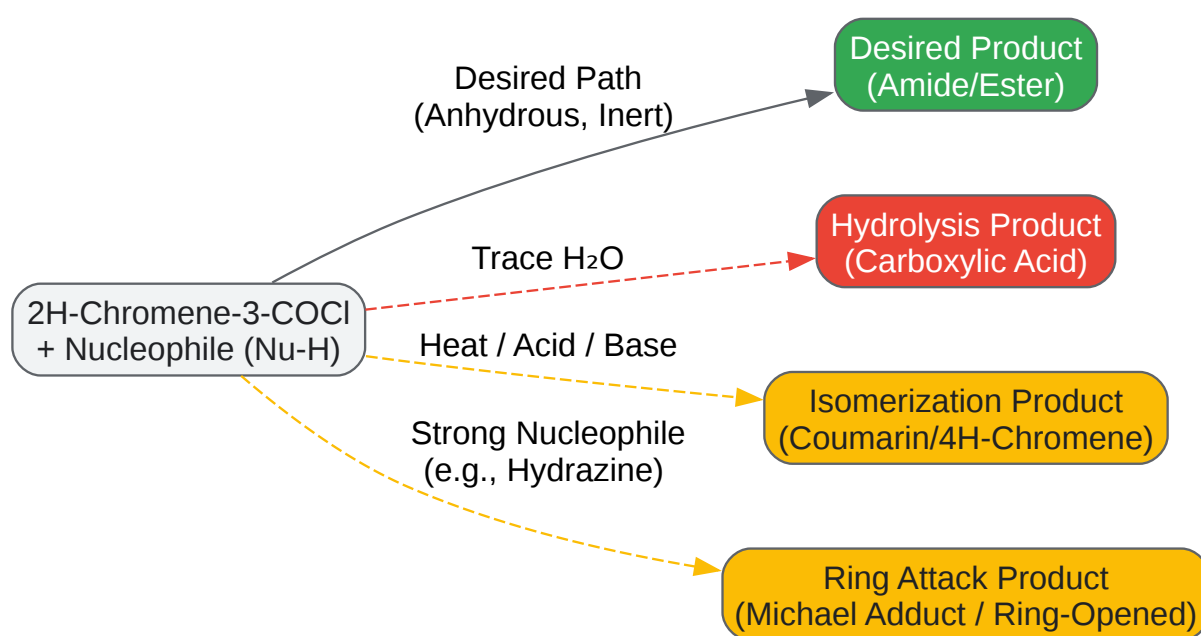 Desired Product
(Amide/Ester)
Desired Path
(Anhydrous, Inert)
Hydrolysis Product
(Carboxylic Acid)
Trace H₂O
2H-Chromene-3-COCl
+ Nucleophile (Nu-H)
Heat / Acid / Base
Isomerization Product
(Coumarin/4H-Chromene)
Strong Nucleophile
(e.g., Hydrazine)
Ring Attack Product
(Michael Adduct / Ring-Opened)